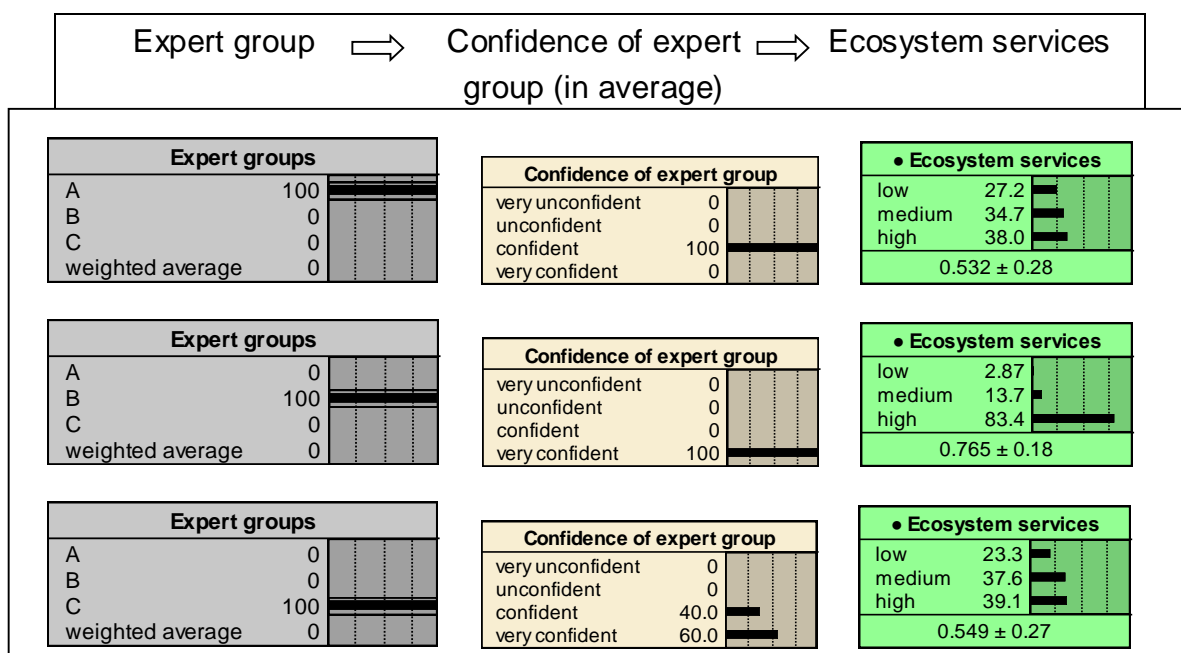 Expert group ⇨ Confidence of expert group (in average) ⇨ Ecosystem services
Expert groups
A 100
B 0
C 0
weighted average 0
Confidence of expert group
very unconfident 0
unconfident 0
confident 100
very confident 0
● Ecosystem services
low 27.2
medium 34.7
high 38.0
0.532 ± 0.28
Expert groups
A 0
B 100
C 0
weighted average 0
Confidence of expert group
very unconfident 0
unconfident 0
confident 0
very confident 100
● Ecosystem services
low 2.87
medium 13.7
high 83.4
0.765 ± 0.18
Expert groups
A 0
B 0
C 100
weighted average 0
Confidence of expert group
very unconfident 0
unconfident 0
confident 40.0
very confident 60.0
● Ecosystem services
low 23.3
medium 37.6
high 39.1
0.549 ± 0.27